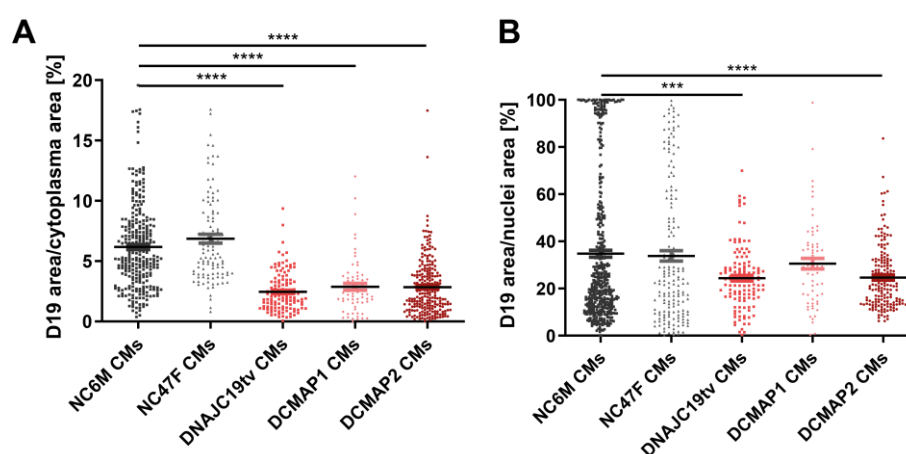 A
****
****
****
D19 area/cytoplasma area [%]
20
15
10
5
0
NC6M CMs
NC47F CMs
DNAJC19tv CMs
DCMAP1 CMs
DCMAP2 CMs
B
****
***
D19 area/nuclei area [%]
100
80
60
40
20
0
NC6M CMs
NC47F CMs
DNAJC19tv CMs
DCMAP1 CMs
DCMAP2 CMs